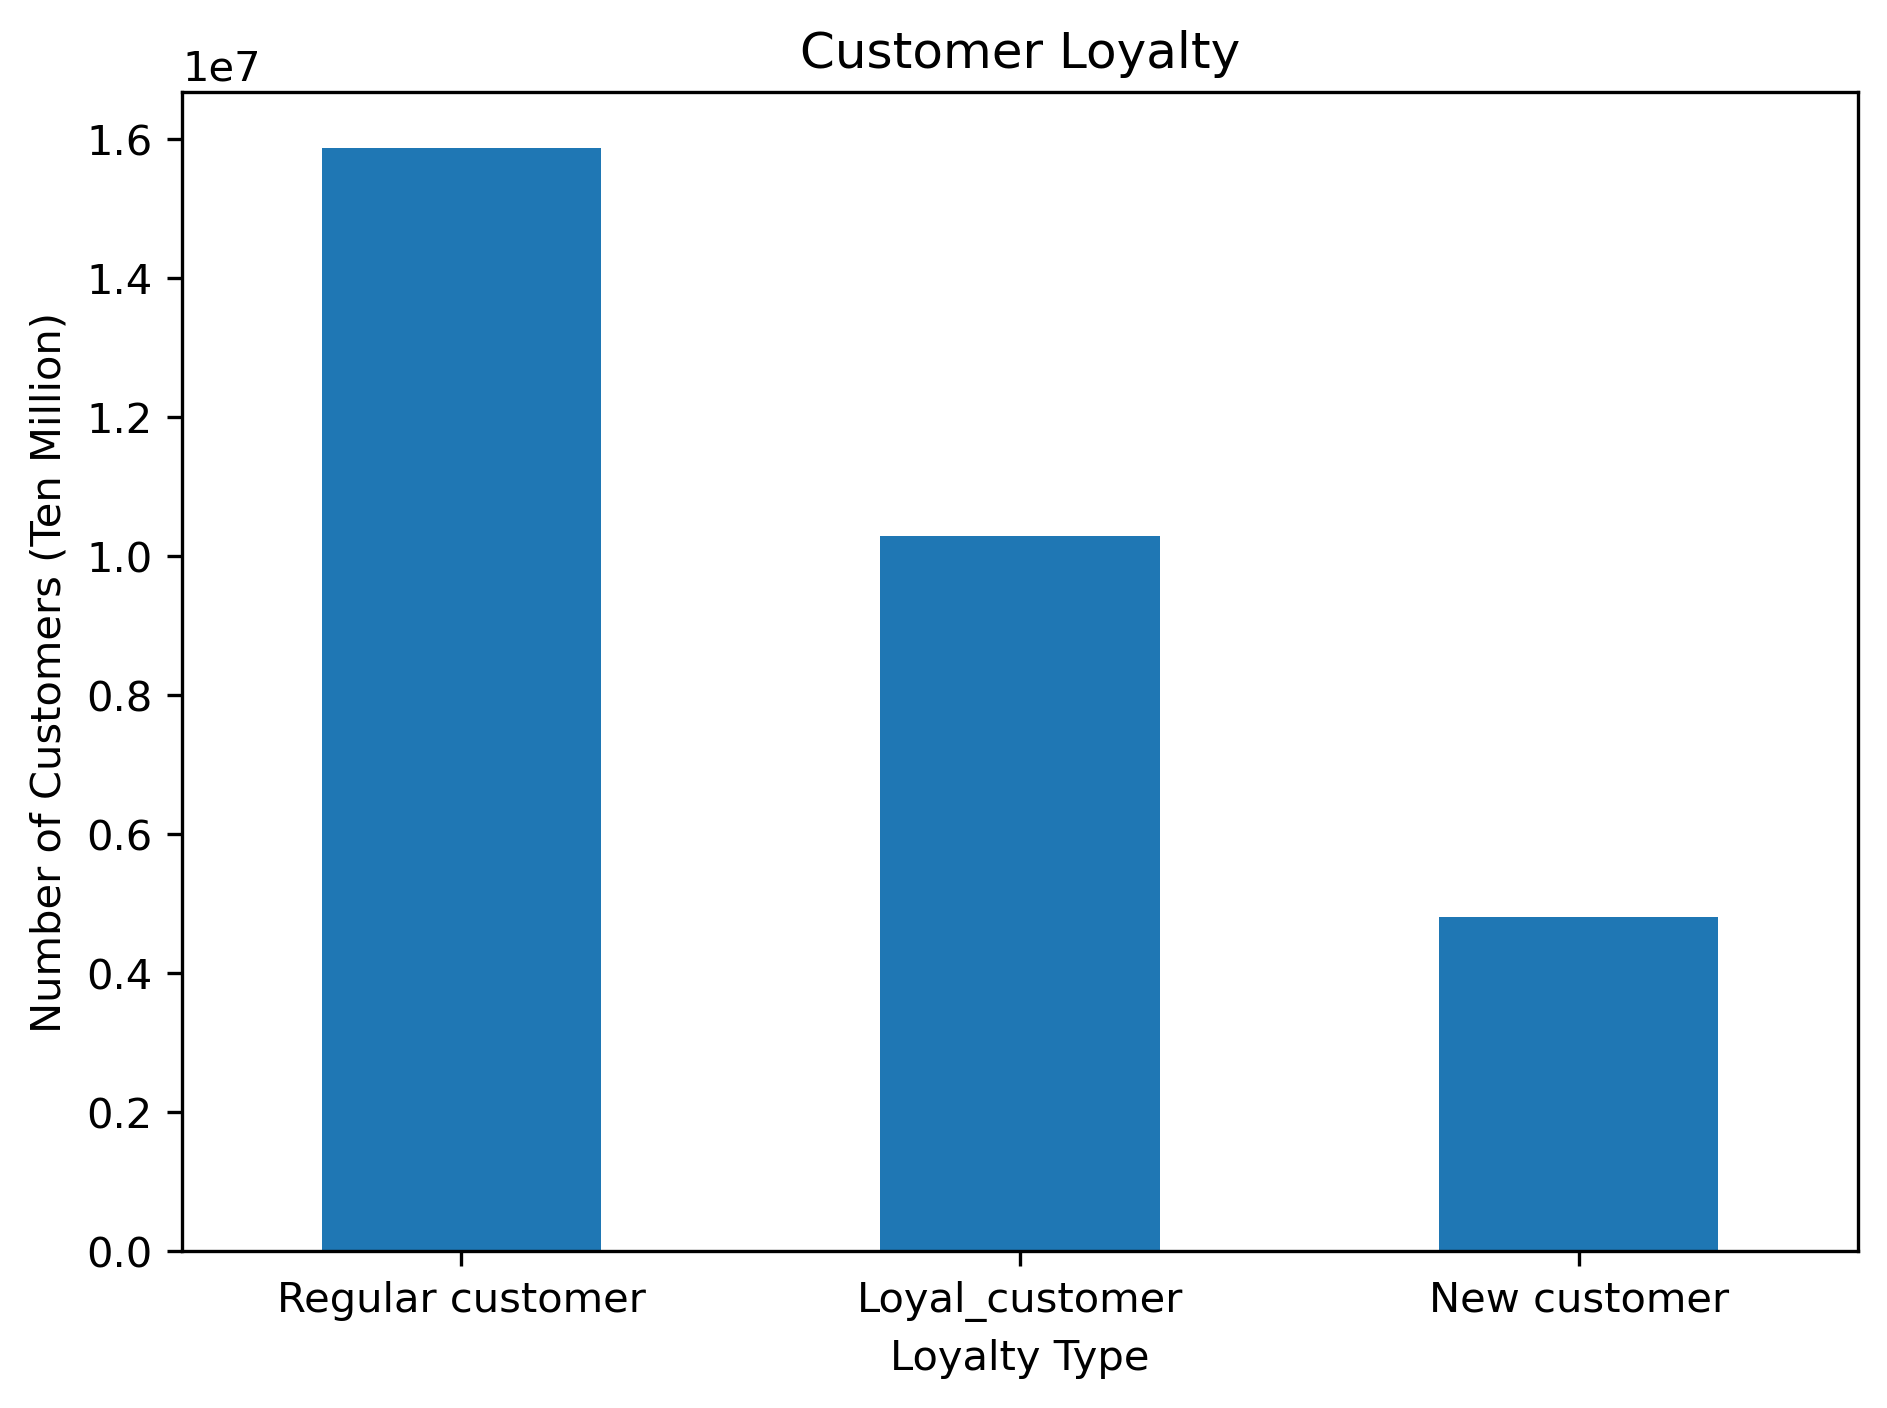 Customer Loyalty
1e7
1.6
1.4
1.2
1.0
0.8
0.6
0.4
0.2
0.0
Number of Customers (Ten Million)
Regular customer
Loyal_customer
New customer
Loyalty Type